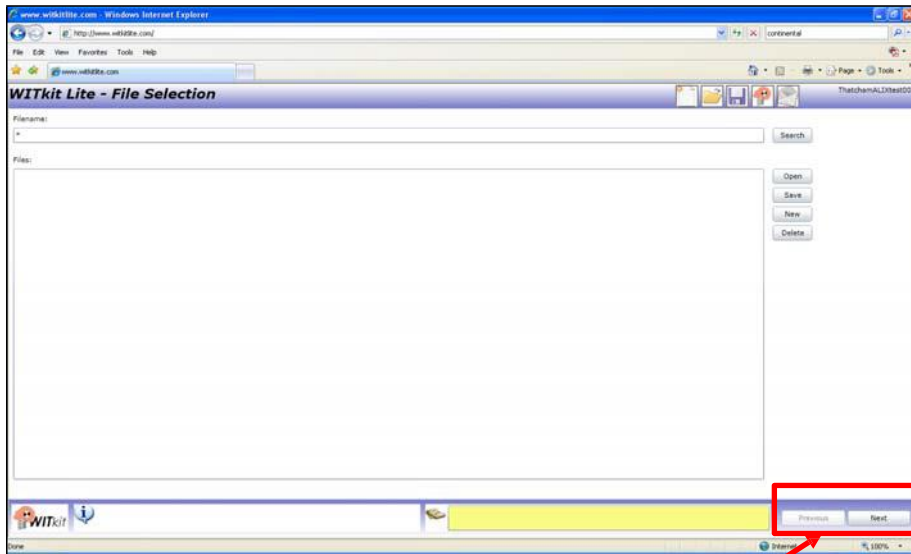 www.witkitlite.com - Windows Internet Explorer
http://www.witkitlite.com/ continental
File Edit View Favorites Tools Help
www.witkitlite.com Page Tools
WITkit Lite - File Selection ThatchamALIXtest00
Filename:
* Search
Files:
Open
Save
New
Delete
WITkit i Previous Next
Done Internet 100%